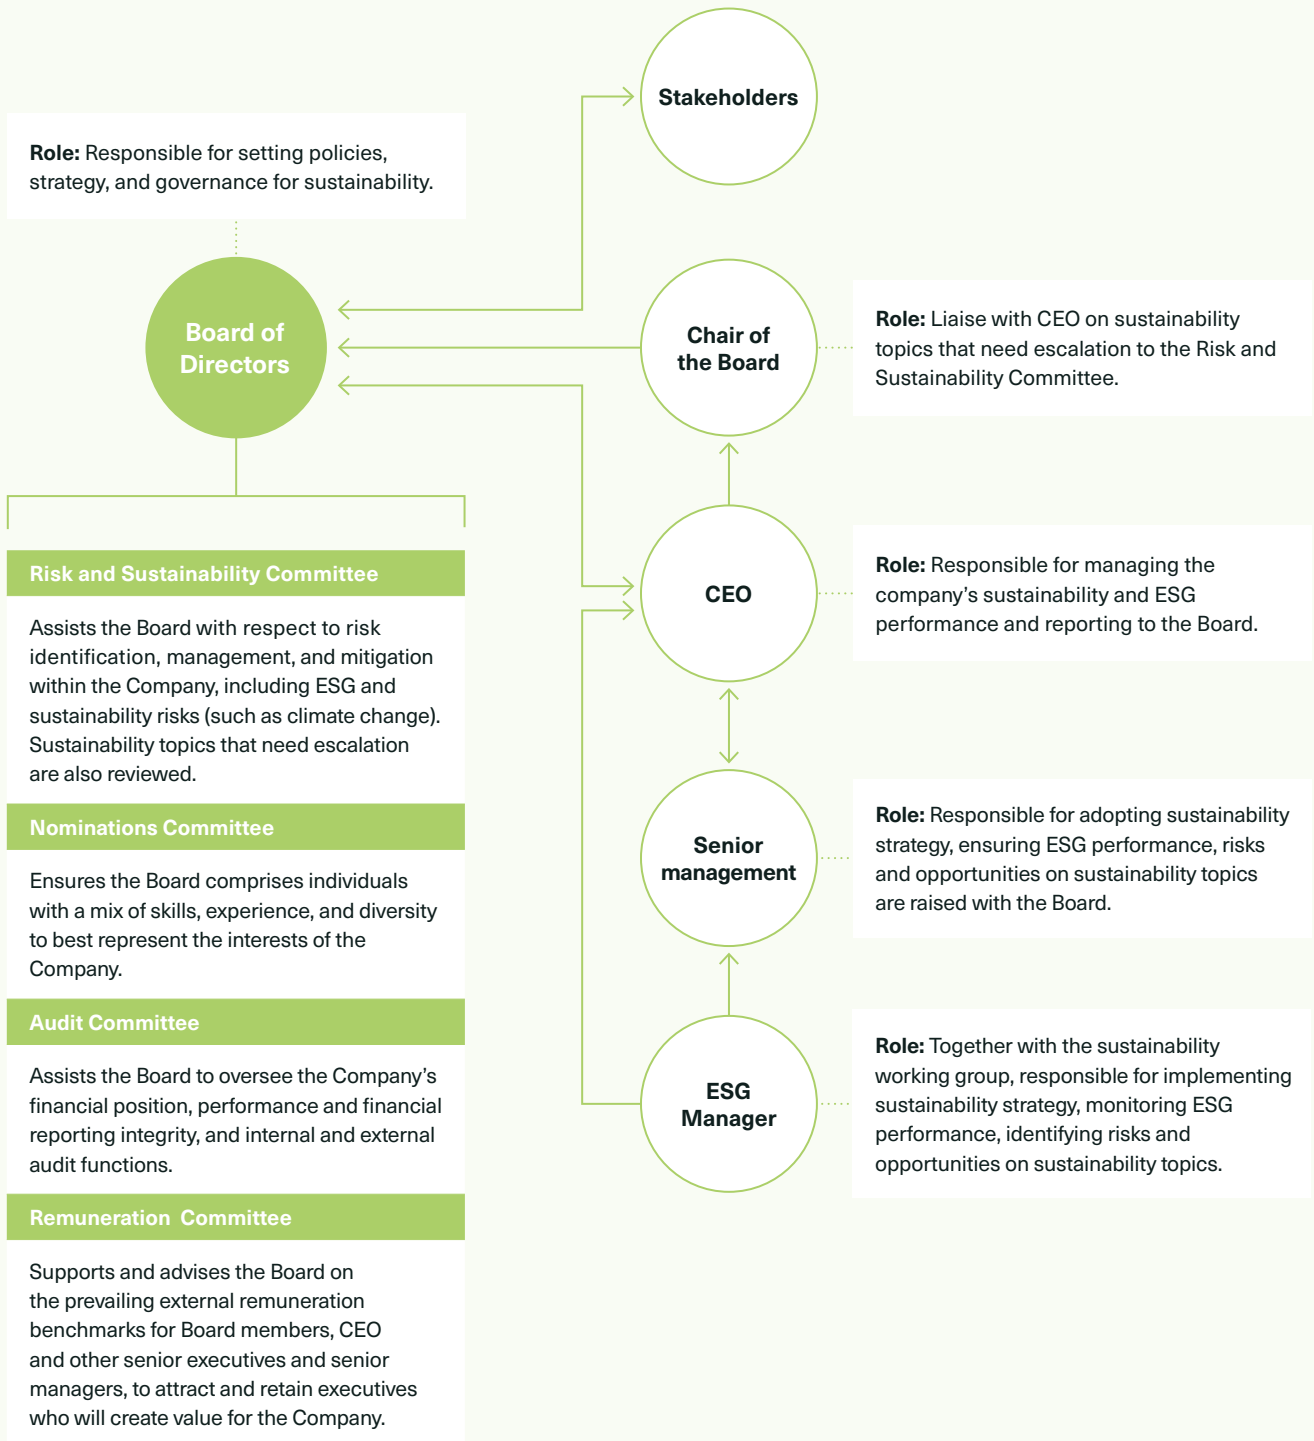 Stakeholders
Role: Responsible for setting policies,
strategy, and governance for sustainability.
Board of
Directors
Chair of
the Board
Role: Liaise with CEO on sustainability
topics that need escalation to the Risk and
Sustainability Committee.
CEO
Role: Responsible for managing the
company’s sustainability and ESG
performance and reporting to the Board.
Senior
management
Role: Responsible for adopting sustainability
strategy, ensuring ESG performance, risks
and opportunities on sustainability topics
are raised with the Board.
ESG
Manager
Role: Together with the sustainability
working group, responsible for implementing
sustainability strategy, monitoring ESG
performance, identifying risks and
opportunities on sustainability topics.
Risk and Sustainability Committee
Assists the Board with respect to risk
identification, management, and mitigation
within the Company, including ESG and
sustainability risks (such as climate change).
Sustainability topics that need escalation
are also reviewed.
Nominations Committee
Ensures the Board comprises individuals
with a mix of skills, experience, and diversity
to best represent the interests of the
Company.
Audit Committee
Assists the Board to oversee the Company’s
financial position, performance and financial
reporting integrity, and internal and external
audit functions.
Remuneration Committee
Supports and advises the Board on
the prevailing external remuneration
benchmarks for Board members, CEO
and other senior executives and senior
managers, to attract and retain executives
who will create value for the Company.